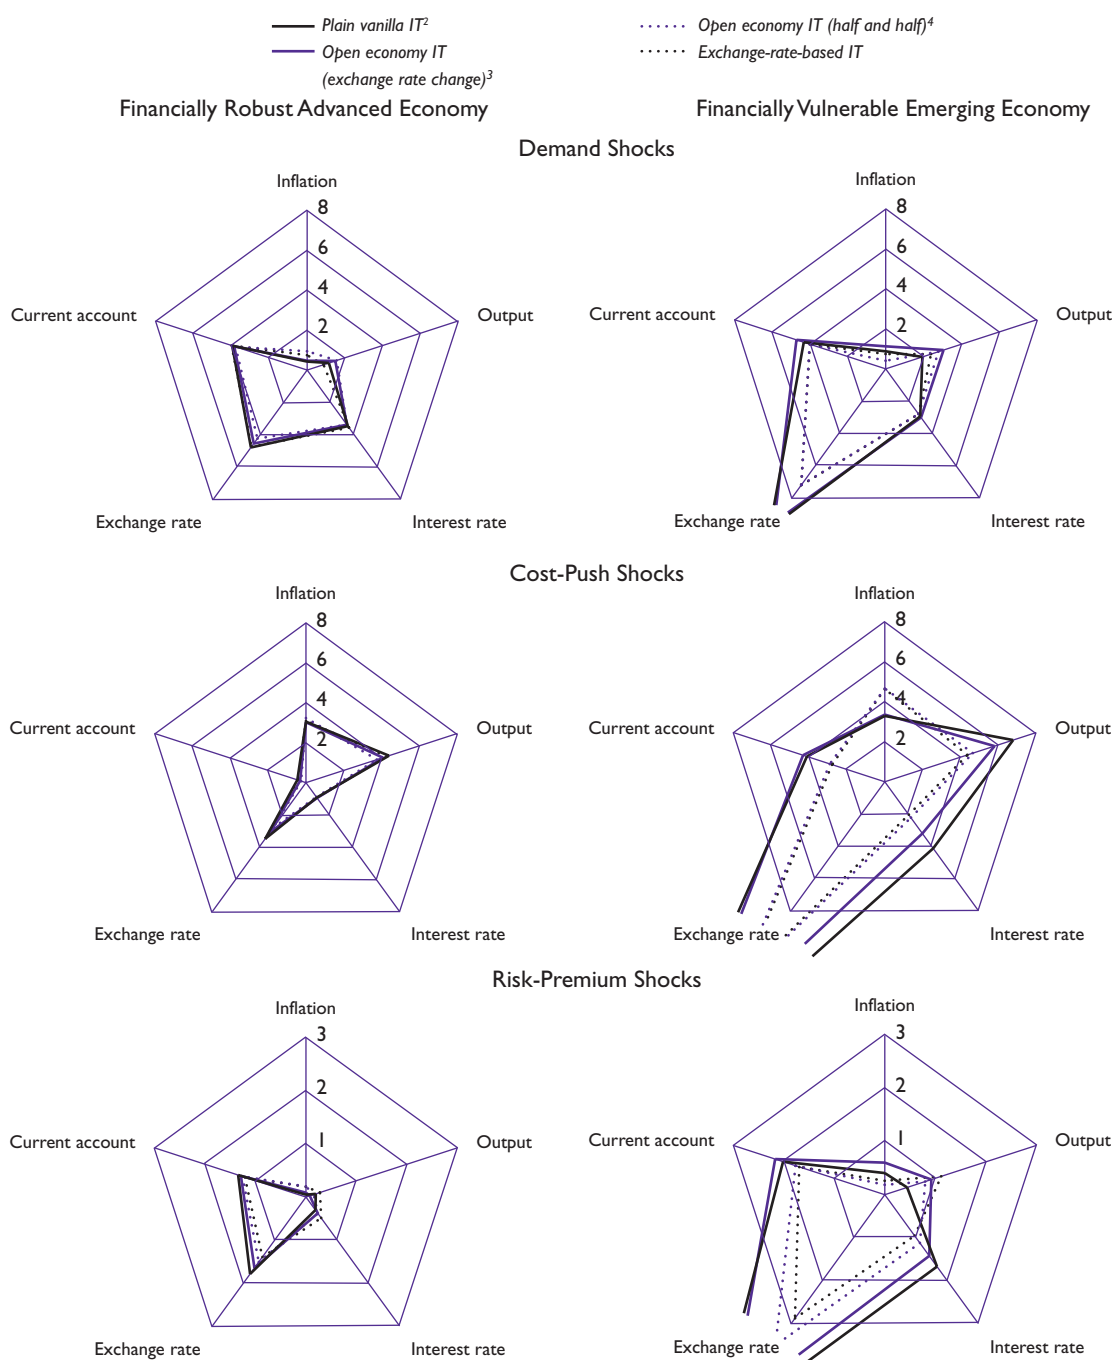 Plain vanilla IT²
Open economy IT
(exchange rate change)³
Open economy IT (half and half)⁴
Exchange-rate-based IT
Financially Robust Advanced Economy
Financially Vulnerable Emerging Economy
Demand Shocks
Inflation
8
6
4
2
Current account
Output
Exchange rate
Interest rate
Inflation
8
6
4
2
Current account
Output
Exchange rate
Interest rate
Cost-Push Shocks
Inflation
8
6
4
2
Current account
Output
Exchange rate
Interest rate
Inflation
8
6
4
2
Current account
Output
Exchange rate
Interest rate
Risk-Premium Shocks
Inflation
3
2
1
Current account
Output
Exchange rate
Interest rate
Inflation
3
2
1
Current account
Output
Exchange rate
Interest rate